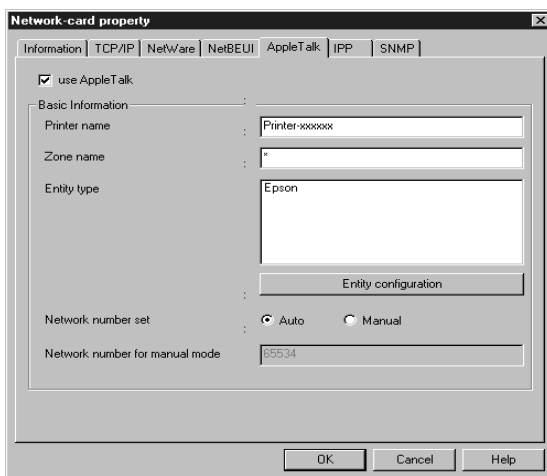 Network-card property
Information TCP/IP NetWare NetBEUI AppleTalk IPP SNMP
use AppleTalk
Basic Information
:
Printer name : Printer-xxxxxx
Zone name : *
Entity type Epson
Entity configuration
:
Network number set : Auto Manual
Network number for manual mode 65534
OK Cancel Help